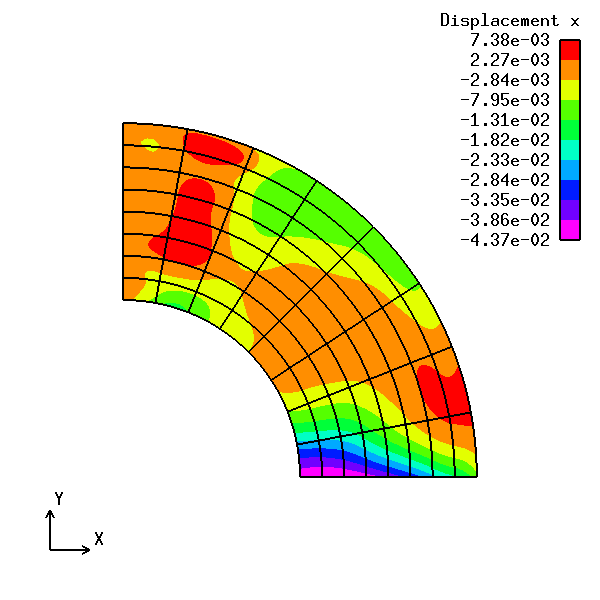 Displacement x
7.38e-03
2.27e-03
-2.84e-03
-7.95e-03
-1.31e-02
-1.82e-02
-2.33e-02
-2.84e-02
-3.35e-02
-3.86e-02
-4.37e-02
Y
X